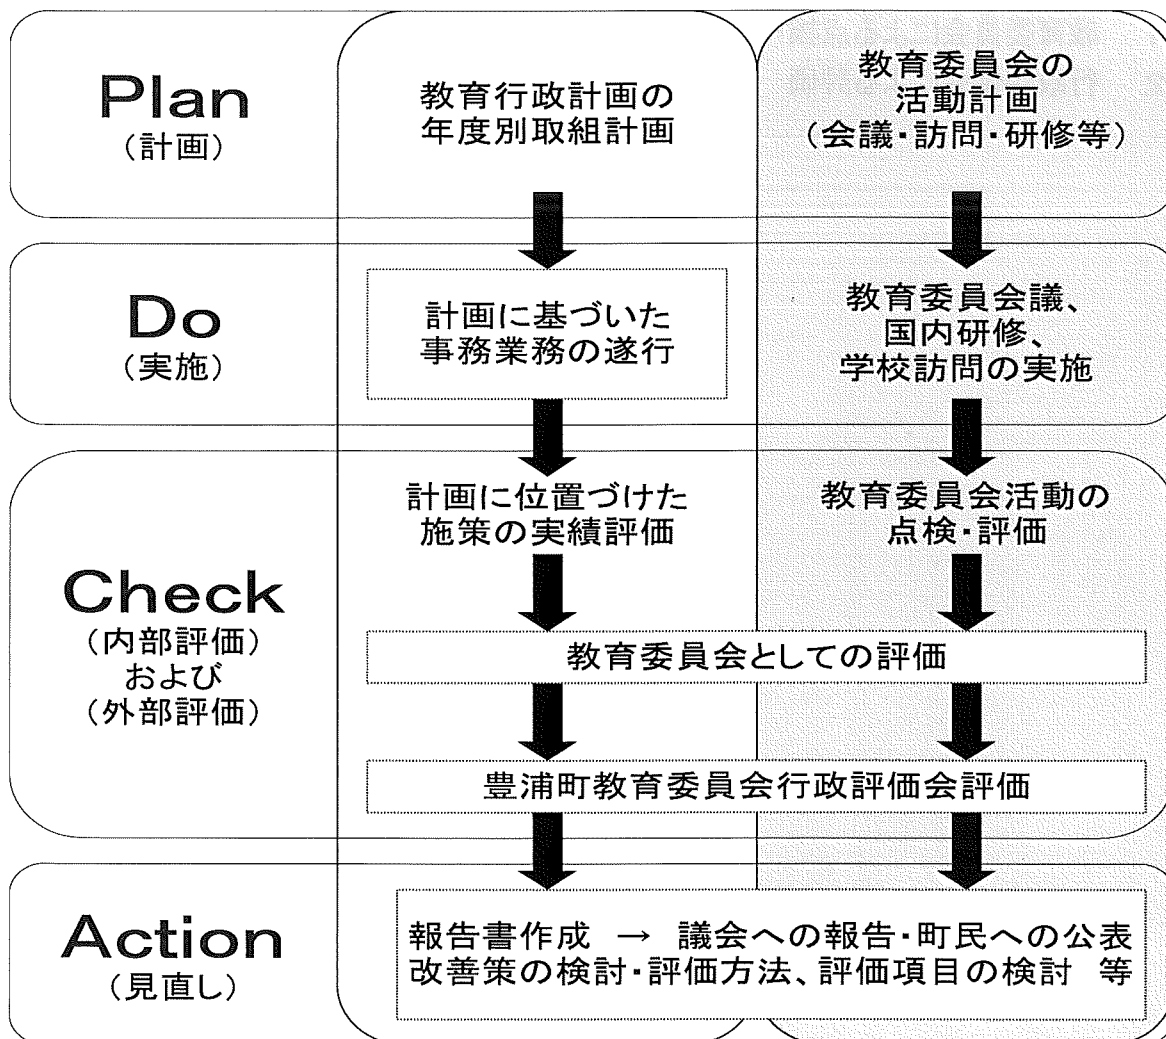 Plan
（計画）
教育行政計画の
年度別取組計画
教育委員会の
活動計画
（会議・訪問・研修等）
Do
（実施）
計画に基づいた
事務業務の遂行
教育委員会議、
国内研修、
学校訪問の実施
Check
（内部評価）
および
（外部評価）
計画に位置づけた
施策の実績評価
教育委員会活動の
点検・評価
教育委員会としての評価
豊浦町教育委員会行政評価会評価
Action
（見直し）
報告書作成 → 議会への報告・町民への公表
改善策の検討・評価方法、評価項目の検討 等